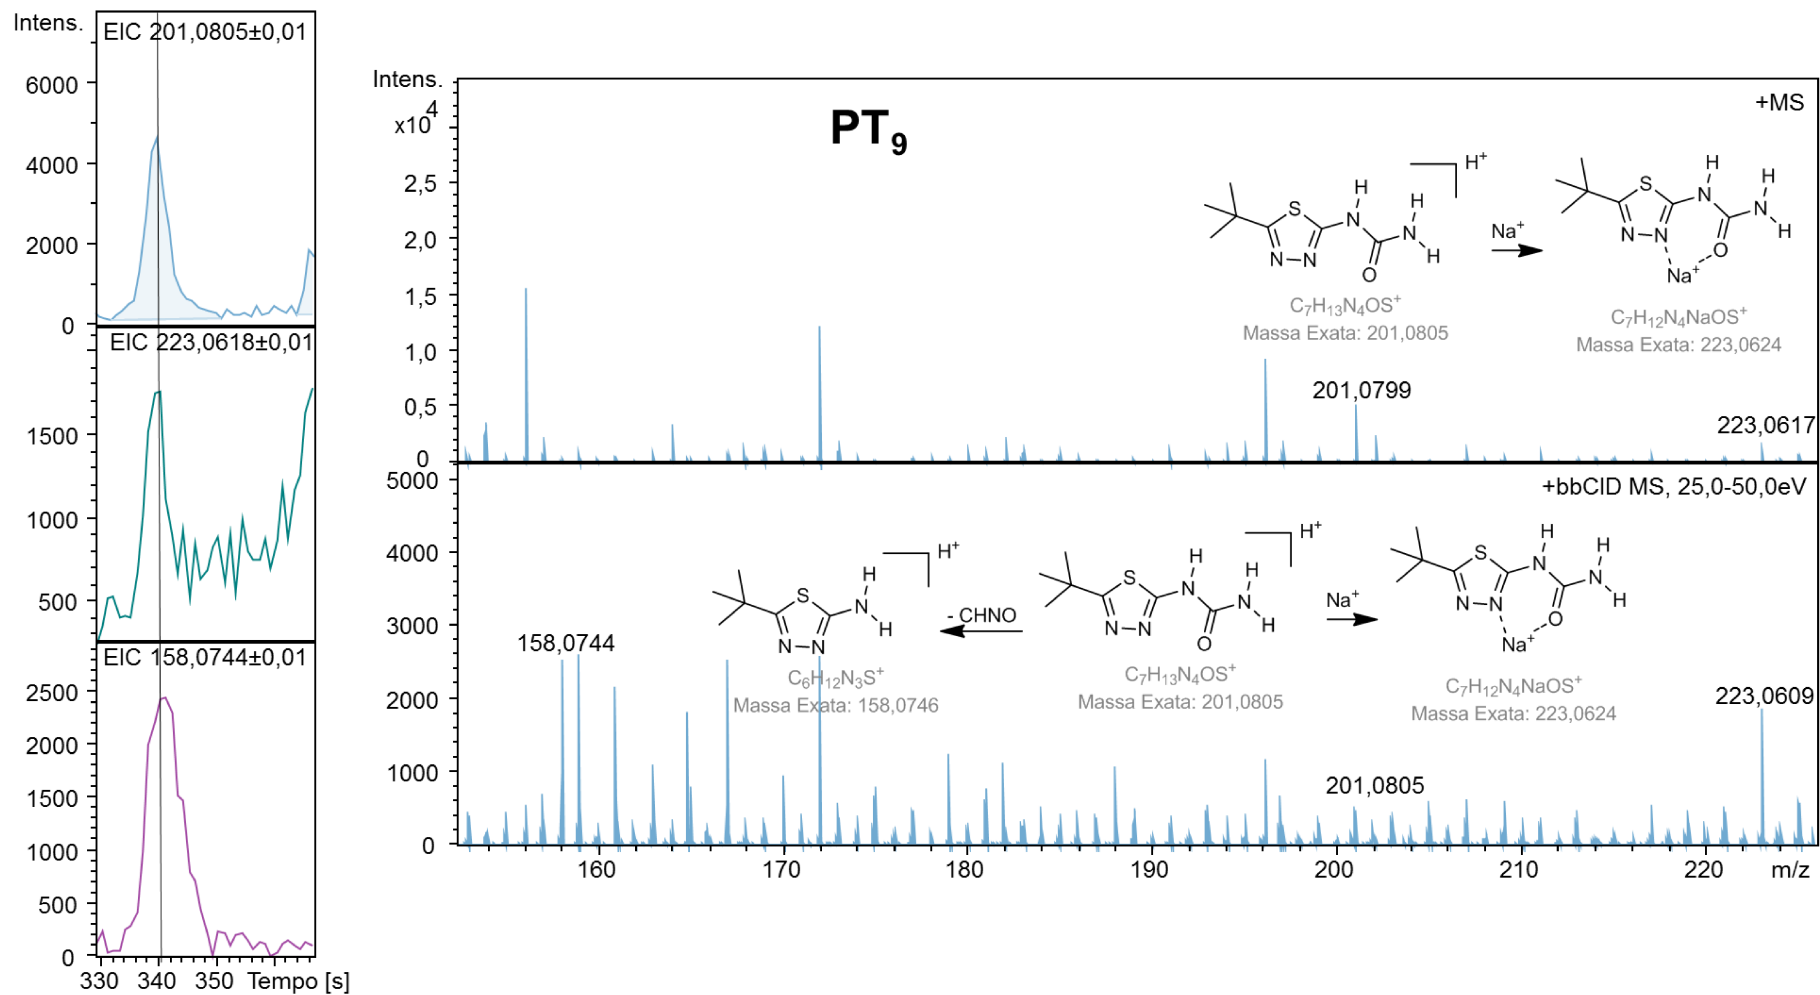 Intens.
EIC 201,0805±0,01
6000
4000
2000
0
EIC 223,0618±0,01
1500
1000
500
EIC 158,0744±0,01
2500
2000
1500
1000
500
0
330 340 350 Tempo [s]
Intens.
x10⁴
PT₉
+MS
2,5
2,0
1,5
1,0
0,5
0
S N N N H O N H H H⁺
C₇H₁₃N₄OS⁺
Massa Exata: 201,0805
Na⁺
S N N N H O N H H Na⁺
C₇H₁₂N₄NaOS⁺
Massa Exata: 223,0624
201,0799
223,0617
+bbCID MS, 25,0-50,0eV
5000
4000
3000
2000
1000
0
158,0744
S N N N H H H⁺
C₆H₁₂N₃S⁺
Massa Exata: 158,0746
- CHNO
S N N N H O N H H H⁺
C₇H₁₃N₄OS⁺
Massa Exata: 201,0805
Na⁺
S N N N H O N H H Na⁺
C₇H₁₂N₄NaOS⁺
Massa Exata: 223,0624
201,0805
223,0609
160 170 180 190 200 210 220 m/z